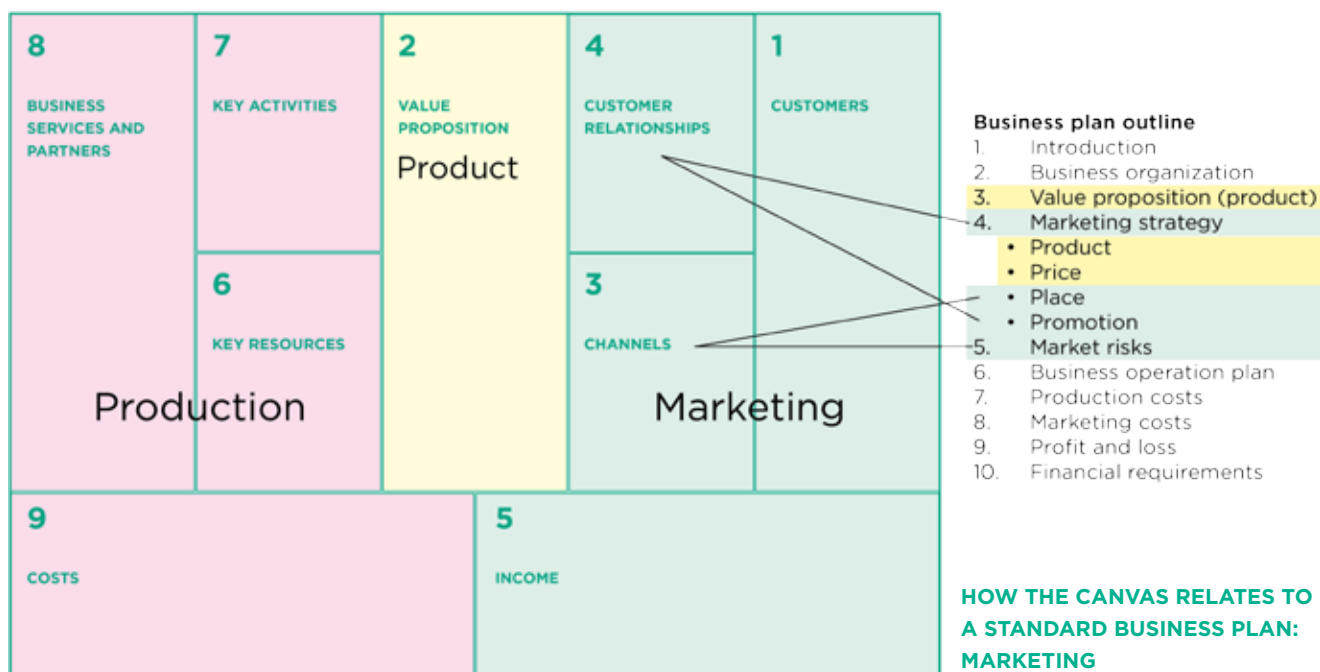 8
BUSINESS
SERVICES AND
PARTNERS
7
KEY ACTIVITIES
6
KEY RESOURCES
Production
2
VALUE
PROPOSITION
Product
4
CUSTOMER
RELATIONSHIPS
3
CHANNELS
1
CUSTOMERS
Marketing
9
COSTS
5
INCOME
Business plan outline
1. Introduction
2. Business organization
3. Value proposition (product)
4. Marketing strategy
• Product
• Price
• Place
• Promotion
5. Market risks
6. Business operation plan
7. Production costs
8. Marketing costs
9. Profit and loss
10. Financial requirements
HOW THE CANVAS RELATES TO
A STANDARD BUSINESS PLAN:
MARKETING